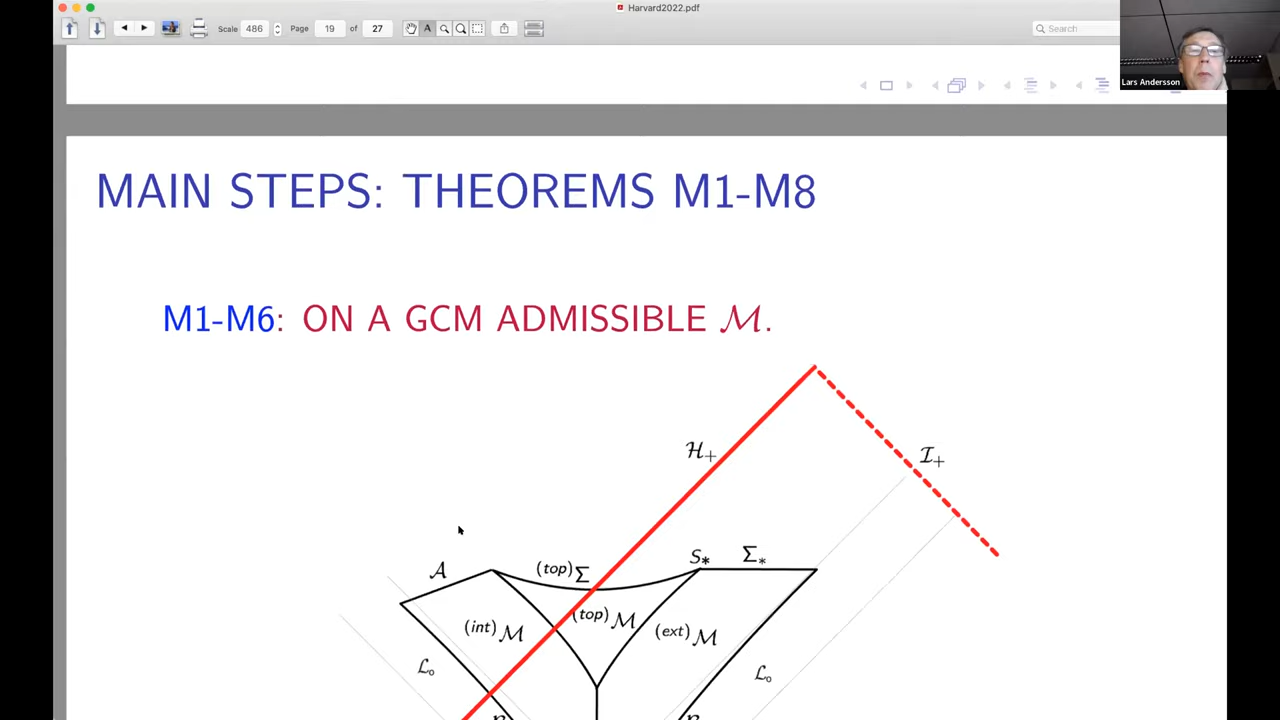 Harvard2022.pdf
Scale 486 Page 19 of 27 A Search
Lars Andersson
MAIN STEPS: THEOREMS M1-M8
M1-M6: ON A GCM ADMISSIBLE ℳ.
ℋ₊
ℐ₊
𝒜
(top)Σ
S*
Σ*
(int)ℳ
(top)ℳ
(ext)ℳ
ℒ₀
ℒ₀